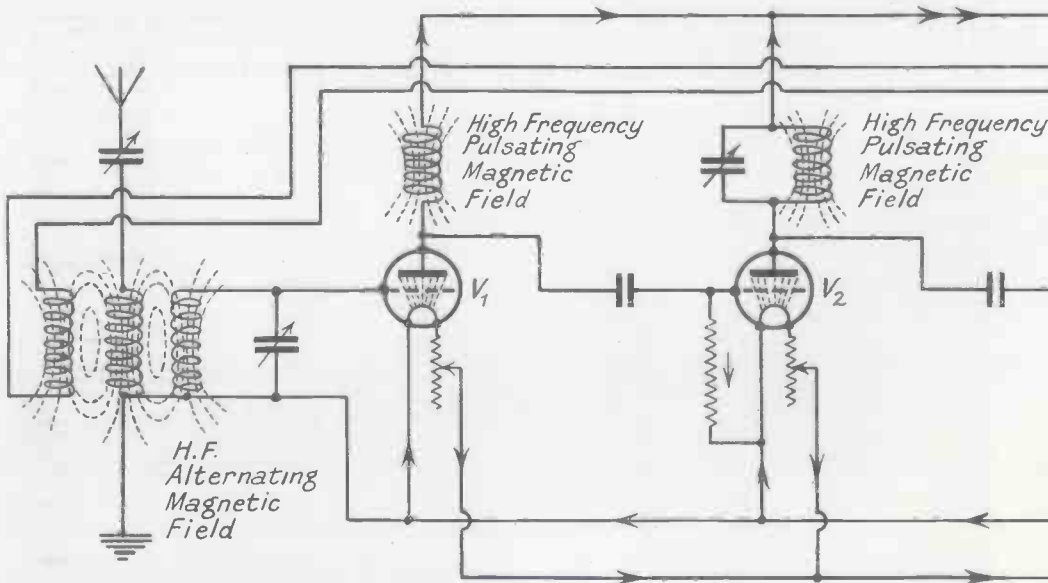 High Frequency
Pulsating
Magnetic
Field
High Frequency
Pulsating
Magnetic
Field
V₁
V₂
H.F.
Alternating
Magnetic
Field